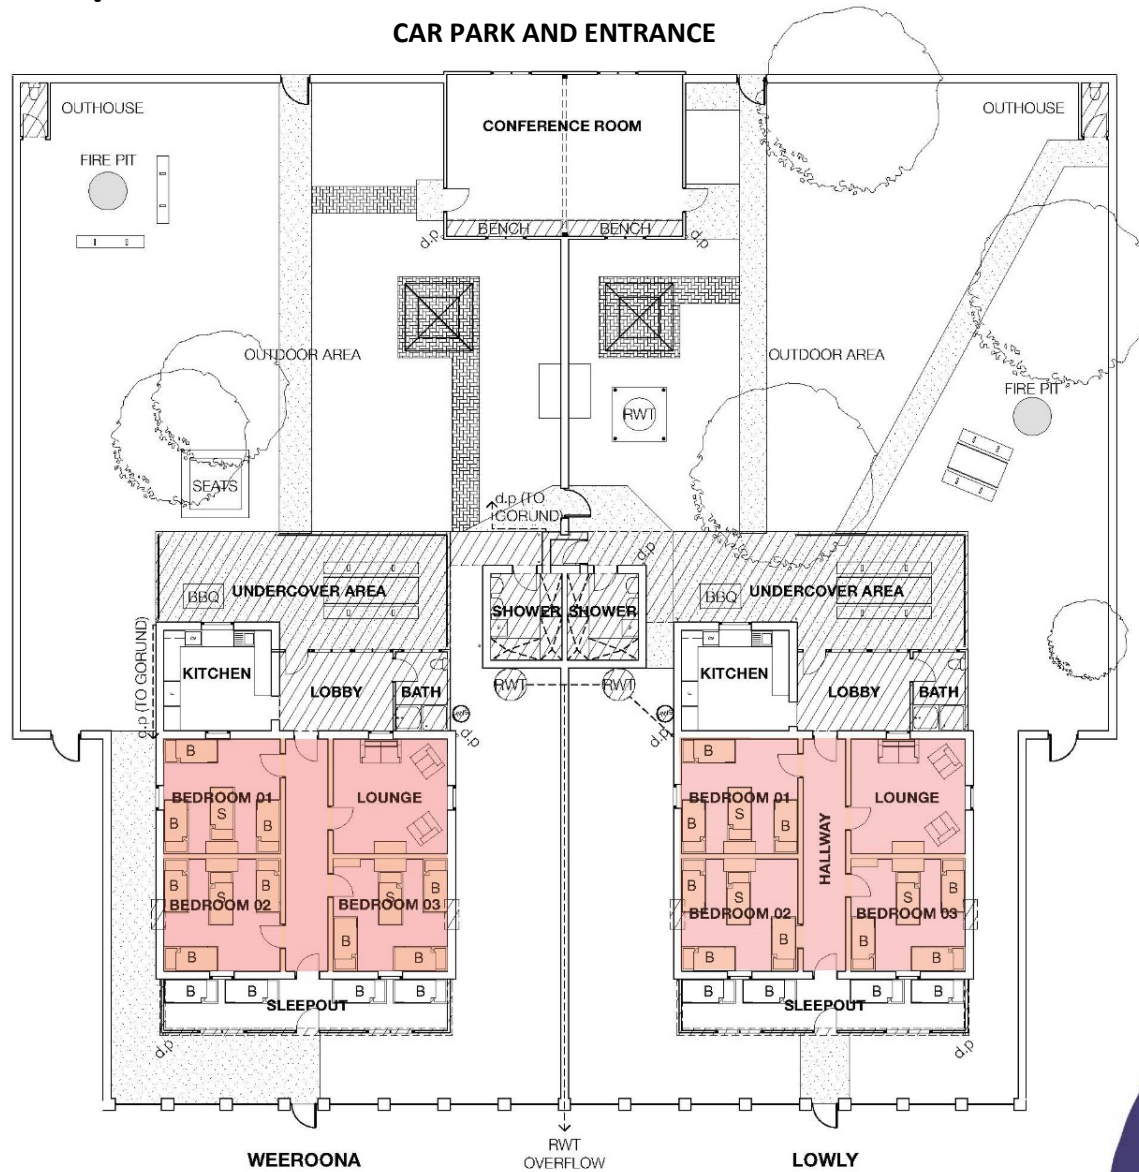 CAR PARK AND ENTRANCE
OUTHOUSE
CONFERENCE ROOM
OUTHOUSE
FIRE PIT
BENCH
BENCH
d.p
d.p
OUTDOOR AREA
OUTDOOR AREA
FIRE PIT
RWT
SEATS
d.p (TO
GORUND)
d.p
UNDERCOVER AREA
BBQ
UNDERCOVER AREA
BBQ
SHOWER
SHOWER
d.p (TO GORUND)
KITCHEN
LOBBY
BATH
RWT
RWT
KITCHEN
LOBBY
BATH
d.p
d.p
B
BEDROOM 01
LOUNGE
B
S
B
B
BEDROOM 01
LOUNGE
B
S
B
HALLWAY
B
B
B
BEDROOM 02
S
BEDROOM 03
S
B
B
B
B
B
BEDROOM 02
S
BEDROOM 03
S
B
B
B
B
B
B
B
B
B
SLEEPOUT
B
B
B
B
SLEEPOUT
d.p
d.p
WEEROONA
RWT
OVERFLOW
LOWLY